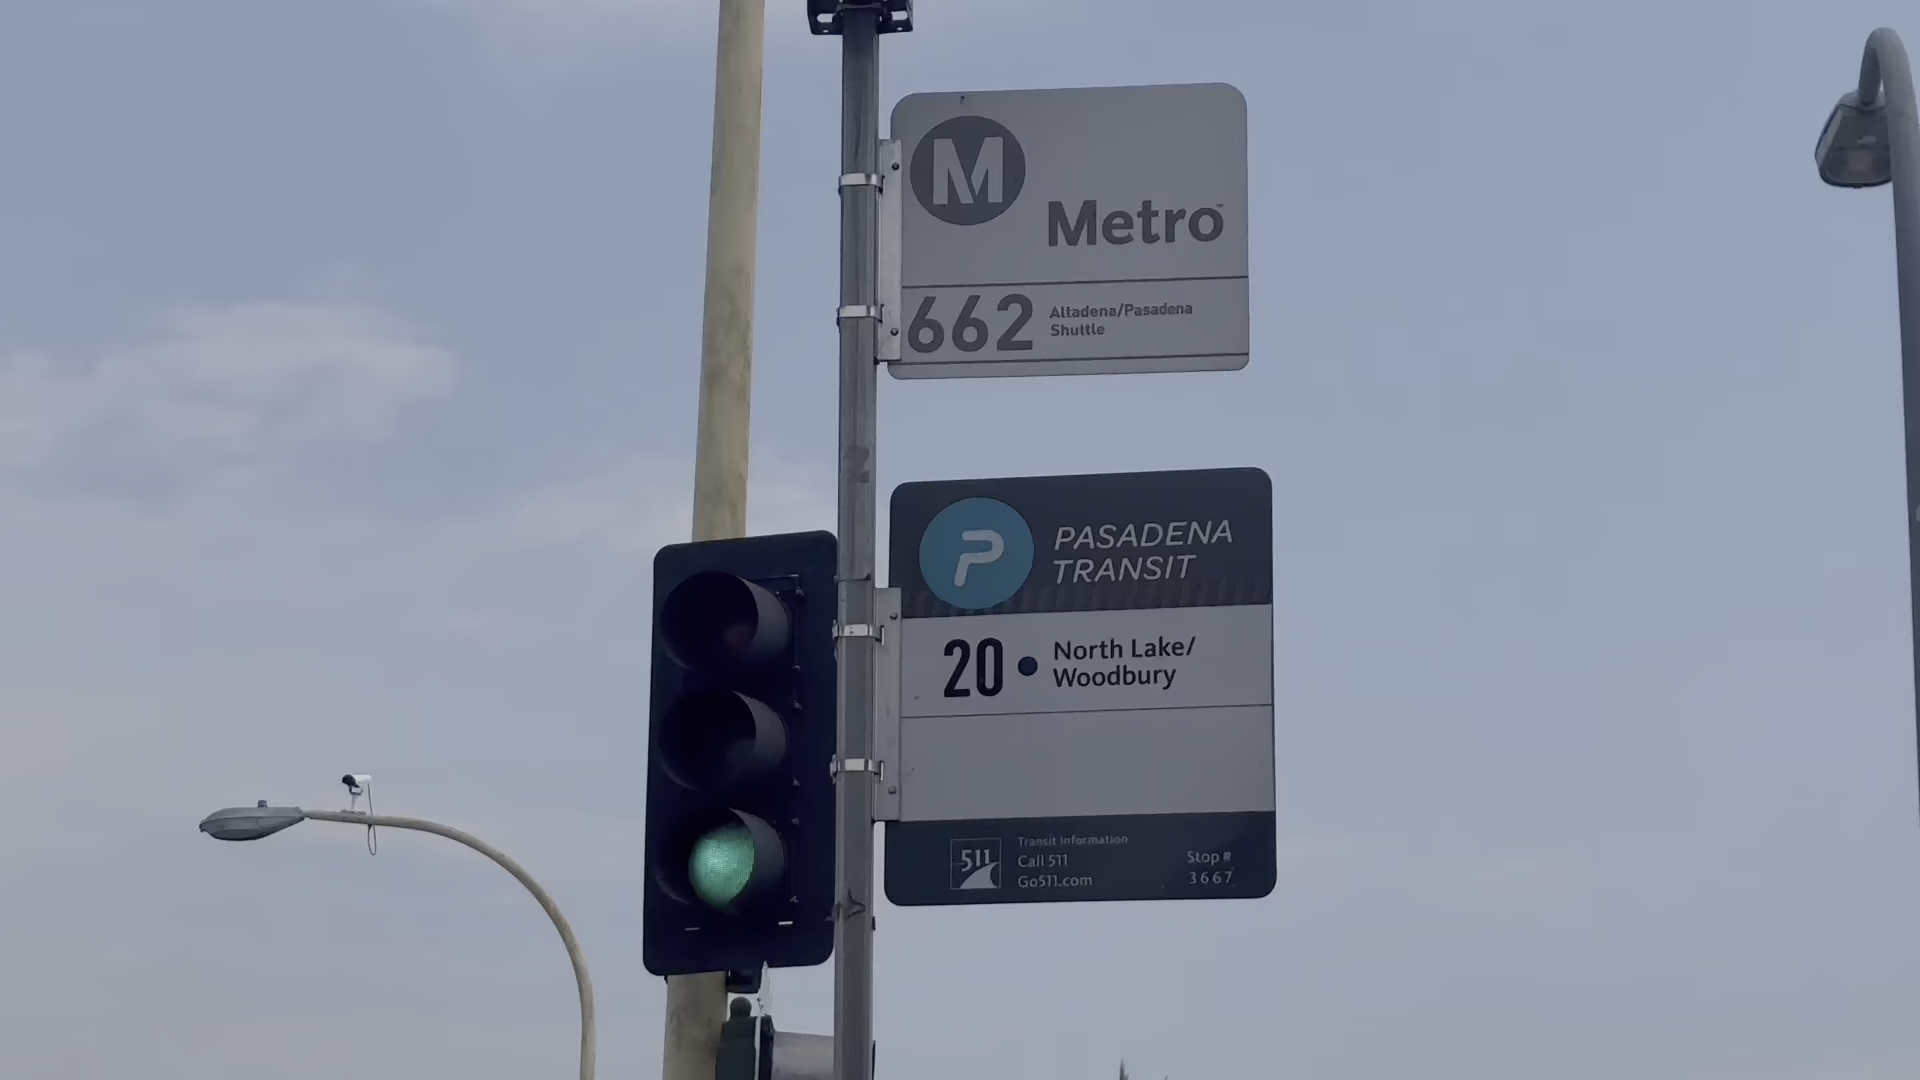 M
Metro
662 Altadena/Pasadena
Shuttle
P
PASADENA
TRANSIT
20 • North Lake/
Woodbury
511
Transit Information
Call 511
Go511.com
Stop #
3667